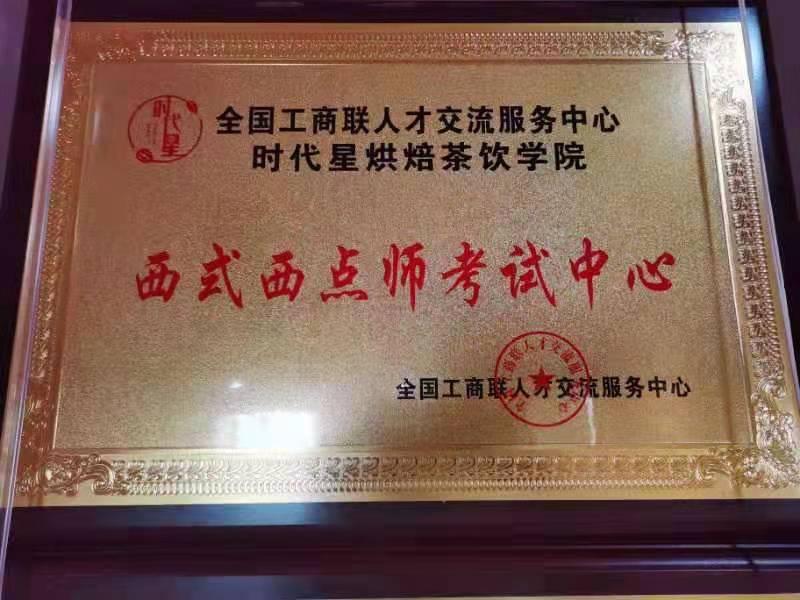 时代星
全国工商联人才交流服务中心
时代星烘焙茶饮学院
西式西点师考试中心
全国工商联人才交流服务中心